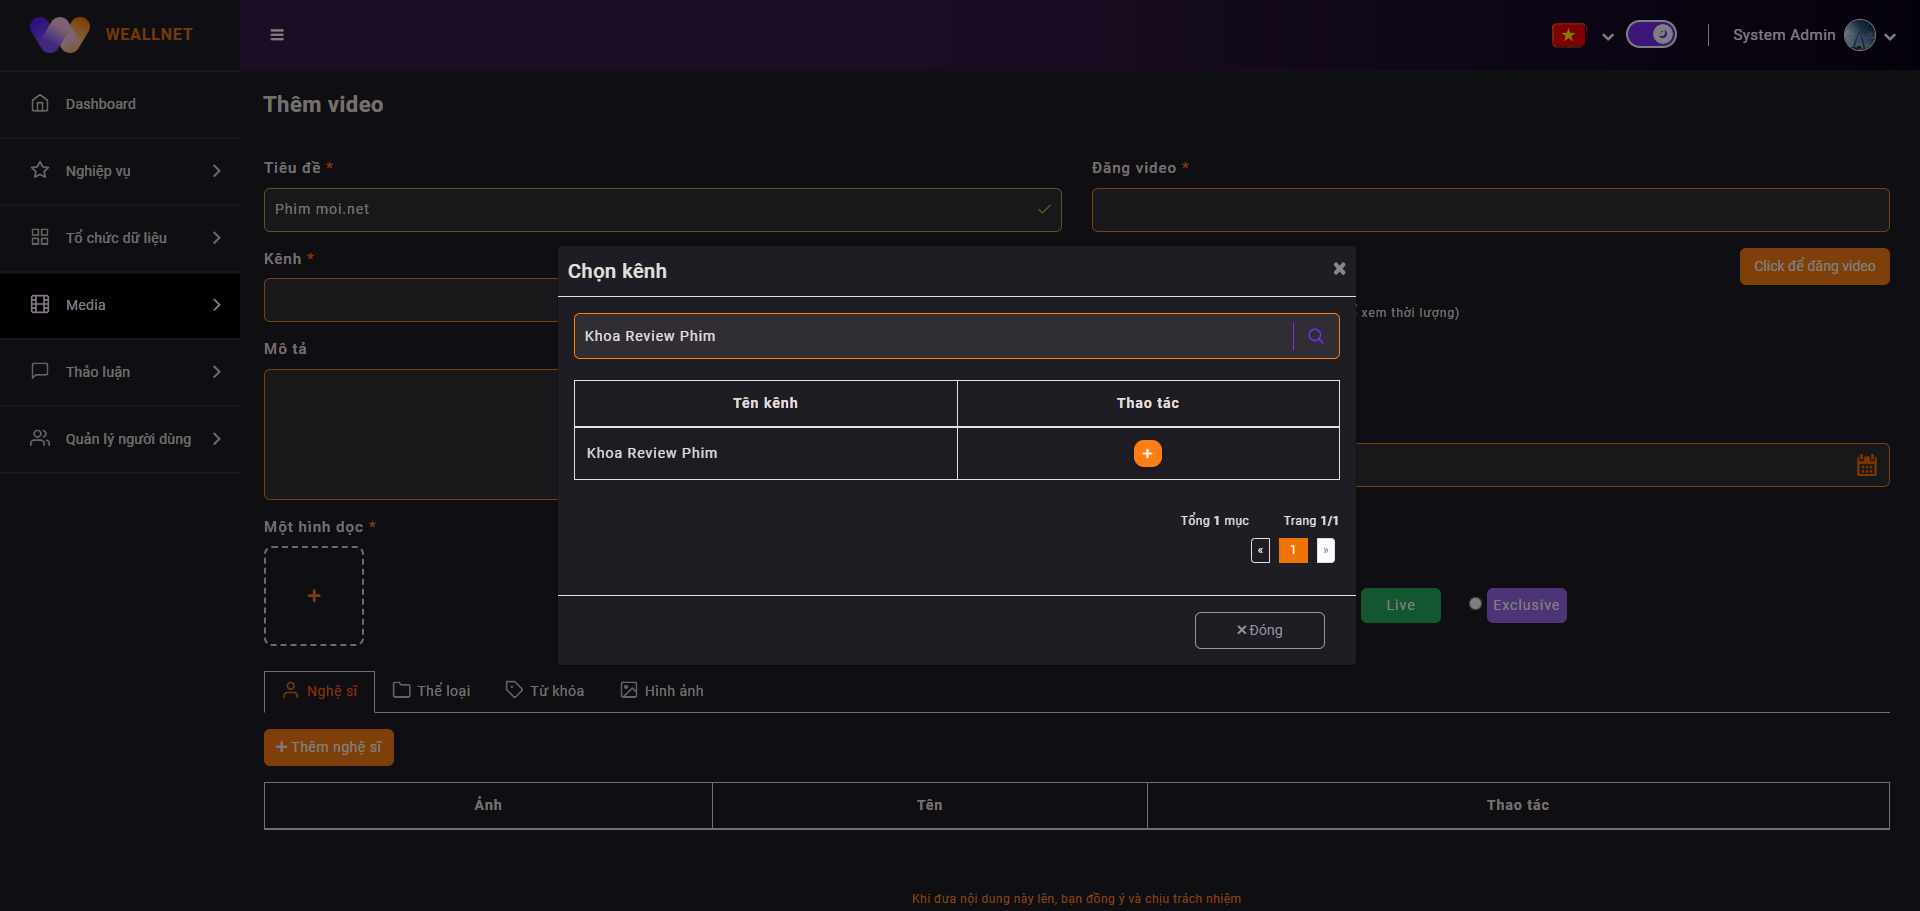 WEALLNET
System Admin
Dashboard
Nghiệp vụ
Tổ chức dữ liệu
Media
Thảo luận
Quản lý người dùng
Thêm video
Tiêu đề *
Phim moi.net
Đăng video *
Kênh *
Click để đăng video
xem thời lượng)
Mô tả
Một hình dọc *
+
Chọn kênh
Khoa Review Phim
Tên kênh
Thao tác
Khoa Review Phim
+
Tổng 1 mục
Trang 1/1
«
1
»
Đóng
Live
Exclusive
Nghệ sĩ
Thể loại
Từ khóa
Hình ảnh
+ Thêm nghệ sĩ
Ảnh
Tên
Thao tác
Khi đưa nội dung này lên, bạn đồng ý và chịu trách nhiệm